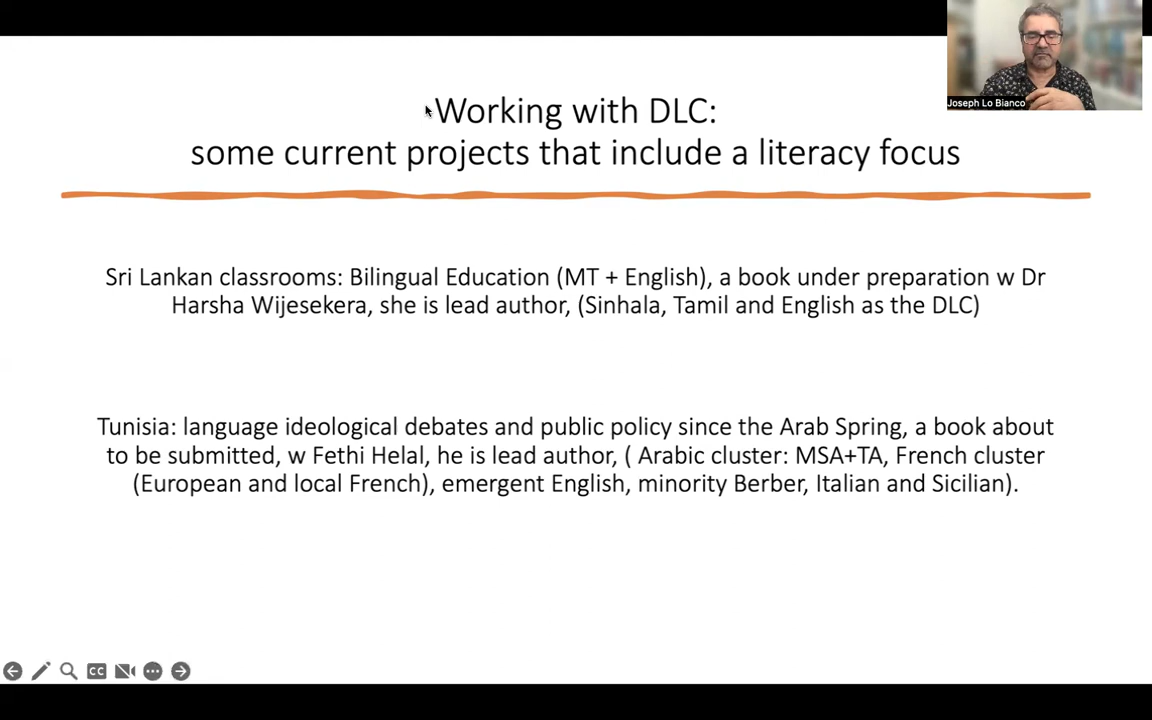 Joseph Lo Bianco
Working with DLC:
some current projects that include a literacy focus
Sri Lankan classrooms: Bilingual Education (MT + English), a book under preparation w Dr
Harsha Wijesekera, she is lead author, (Sinhala, Tamil and English as the DLC)
Tunisia: language ideological debates and public policy since the Arab Spring, a book about
to be submitted, w Fethi Helal, he is lead author, ( Arabic cluster: MSA+TA, French cluster
(European and local French), emergent English, minority Berber, Italian and Sicilian).
CC